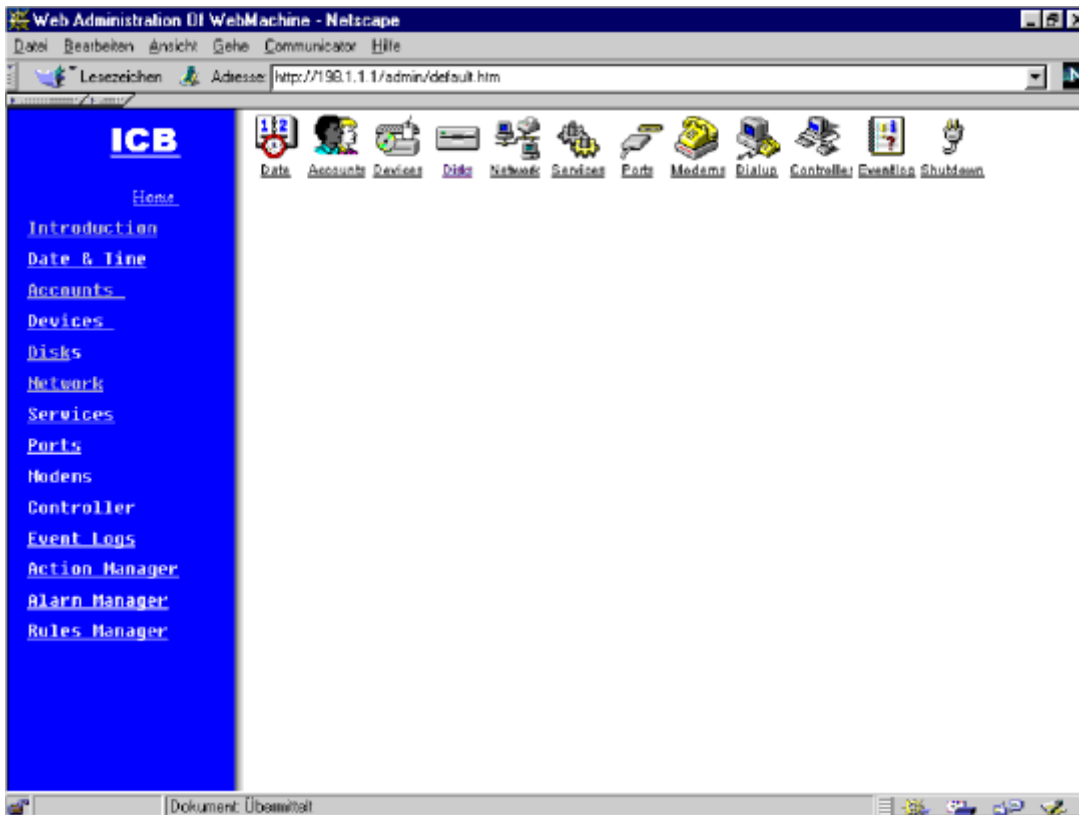 Web Administration Of WebMachine - Netscape
Datei Bearbeiten Ansicht Gehe Communicator Hilfe
Lesezeichen Adresse: http://198.1.1.1/admin/default.htm
ICB
Home
Introduction
Date & Time
Accounts
Devices
Disks
Network
Services
Ports
Modems
Controller
Event Logs
Action Manager
Alarm Manager
Rules Manager
Date Accounts Devices Disks Network Services Ports Modems Dialup Controller Eventlog Shutdown
Dokument: Übermittelt